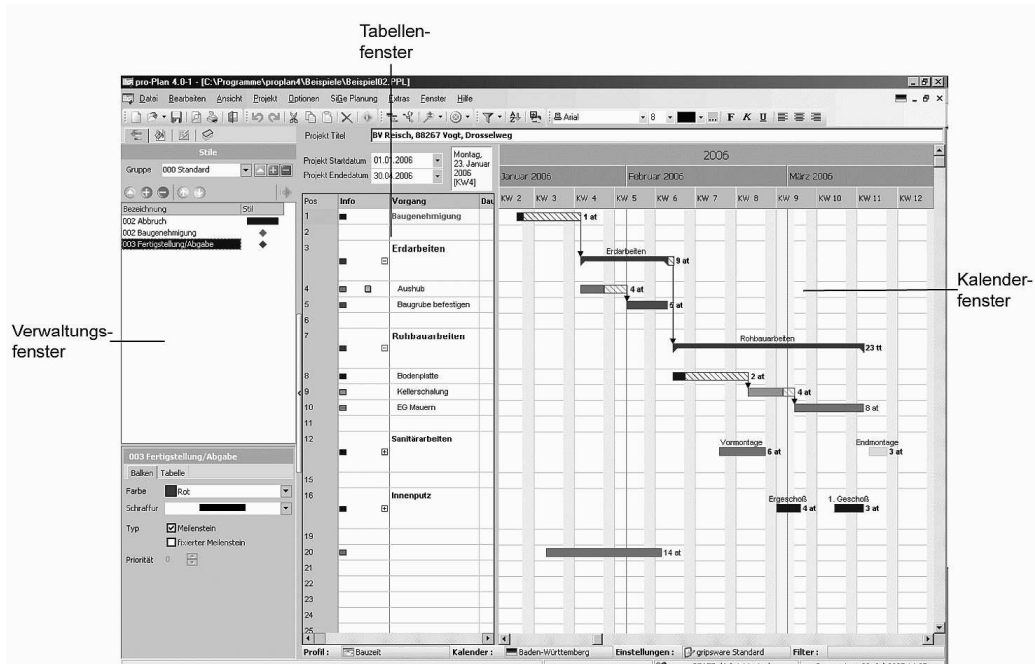 Tabellen-
fenster
pro-Plan 4.0-1 - [C:\Programme\proplan4\Beispiele\Beispiel02.PPL]
Datei Bearbeiten Ansicht Projekt Optionen SiGe Planung Extras Fenster Hilfe
Arial 8 F K U
Projekt Titel BV Reisch, 88267 Vogt, Drosselweg
Stile
Gruppe 000 Standard
Projekt Startdatum 01.01.2006
Projekt Endedatum 30.04.2006
Montag,
23. Januar
2006
[KW4]
2006
Januar 2006 Februar 2006 März 2006
KW 2 KW 3 KW 4 KW 5 KW 6 KW 7 KW 8 KW 9 KW 10 KW 11 KW 12
Bezeichnung Stil
002 Abbruch
002 Baugenehmigung
003 Fertigstellung/Abgabe
Pos Info Vorgang Dau
1 Baugenehmigung 1 at
2
3 Erdarbeiten Erdarbeiten 9 at
4 Aushub 4 at
5 Baugrube befestigen 6 at
6
7 Rohbauarbeiten Rohbauarbeiten 23 tt
8 Bodenplatte 2 at
9 Kellerschalung 4 at
10 EG Mauern 8 at
11
12 Sanitärarbeiten Vormontage 6 at Endmontage 3 at
15
16 Innenputz Ergeschoß 4 at 1. Geschoß 3 at
19
20 14 at
21
22
23
24
25
Kalender-
fenster
Verwaltungs-
fenster
003 Fertigstellung/Abgabe
Balken Tabelle
Farbe Rot
Schraffur
Typ Meilenstein
fixierter Meilenstein
Priorität 0
Profil : Bauzeit Kalender : Baden-Württemberg Einstellungen : gripsware Standard Filter :